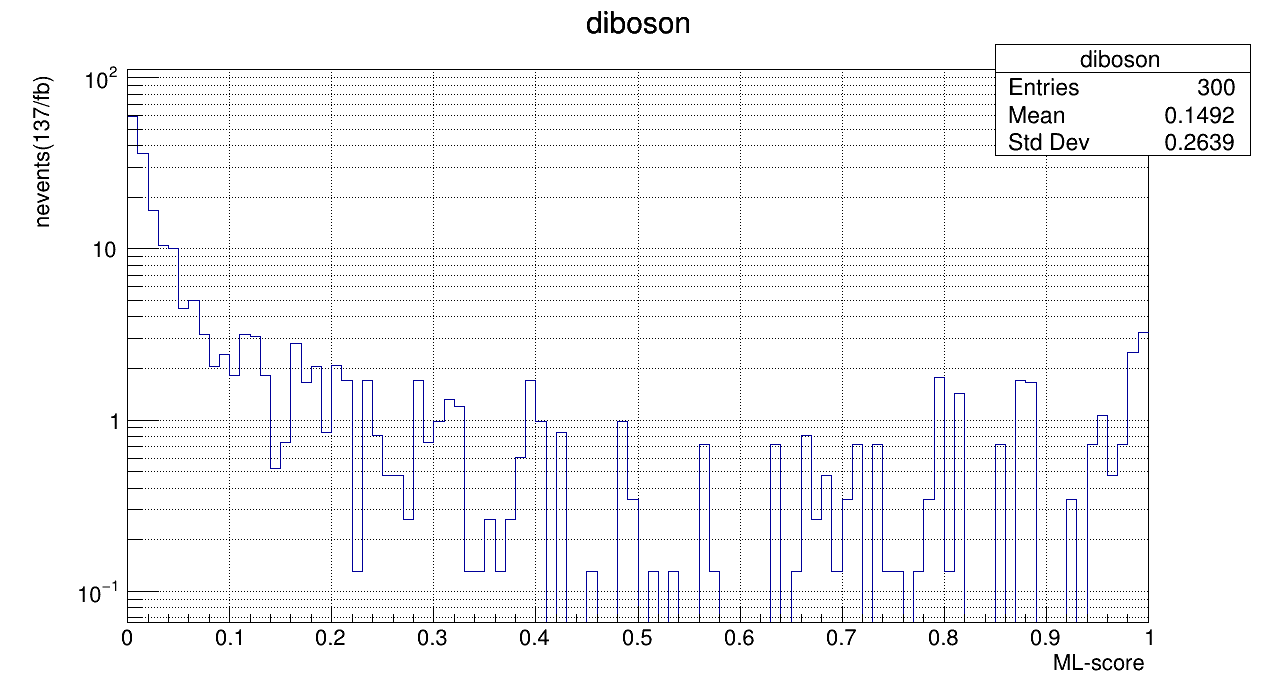 diboson
diboson
Entries 300
Mean 0.1492
Std Dev 0.2639
nevents(137/fb)
10²
10
1
10⁻¹
0 0.1 0.2 0.3 0.4 0.5 0.6 0.7 0.8 0.9 1
ML-score